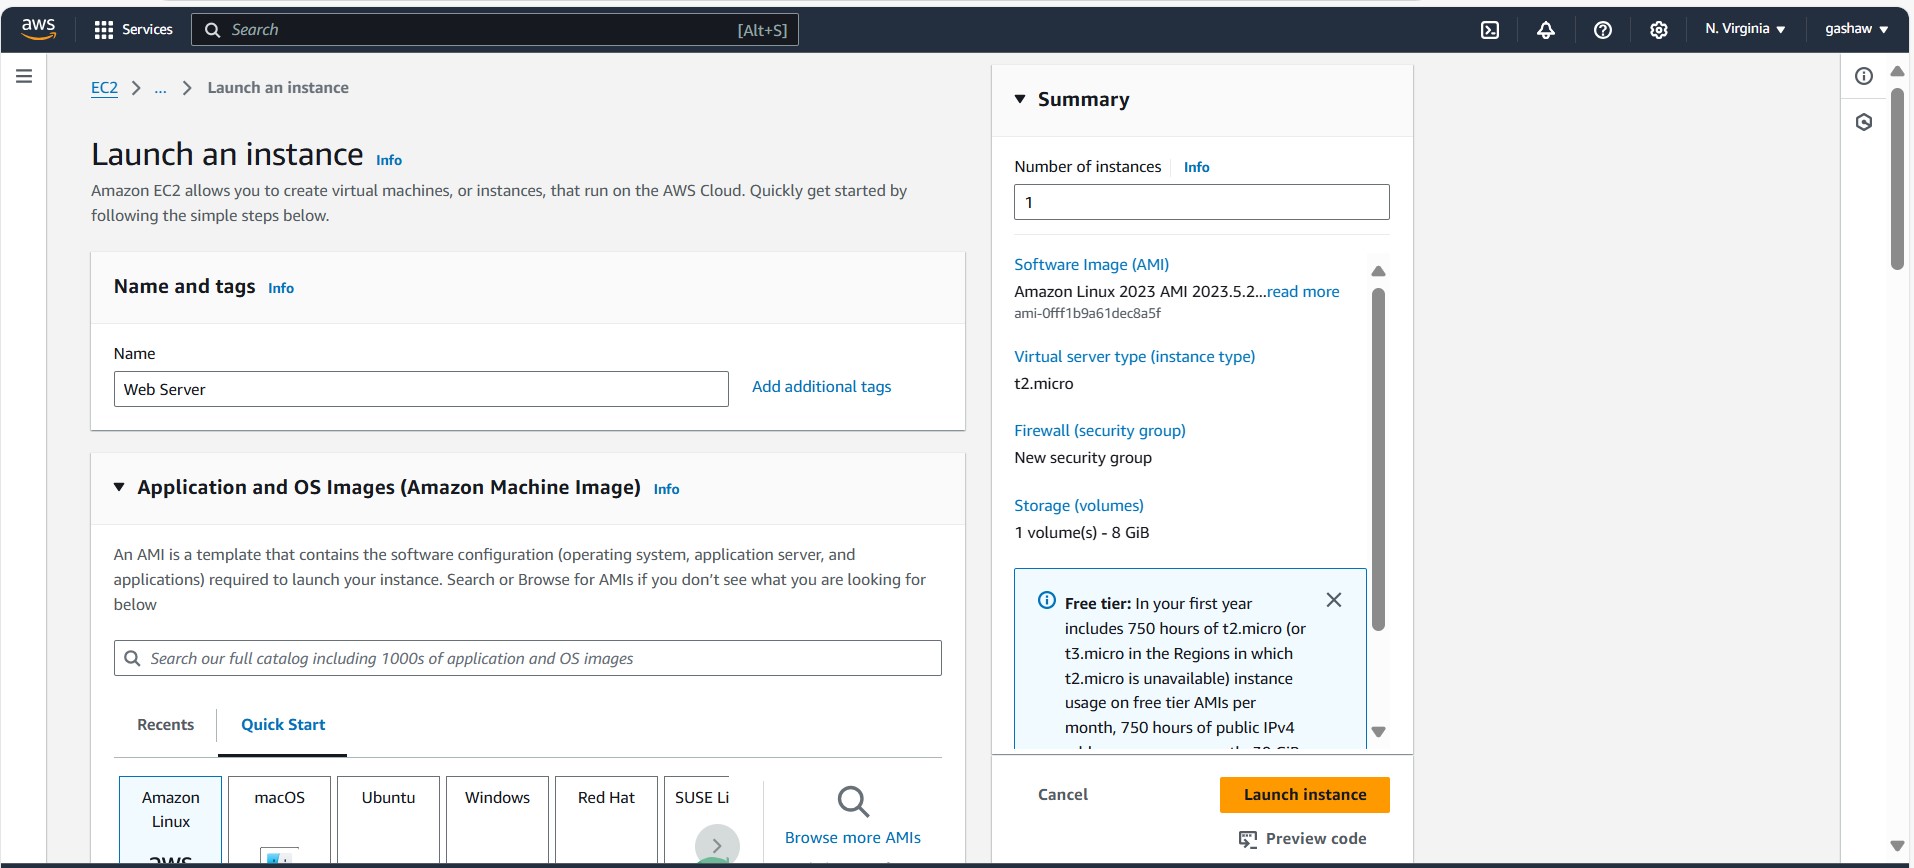 aws
Services
Search
[Alt+S]
N. Virginia
gashaw
EC2
...
Launch an instance
Launch an instance
Info
Amazon EC2 allows you to create virtual machines, or instances, that run on the AWS Cloud. Quickly get started by
following the simple steps below.
Name and tags
Info
Name
Web Server
Add additional tags
Application and OS Images (Amazon Machine Image)
Info
An AMI is a template that contains the software configuration (operating system, application server, and
applications) required to launch your instance. Search or Browse for AMIs if you don’t see what you are looking for
below
Search our full catalog including 1000s of application and OS images
Recents
Quick Start
Amazon
Linux
aws
macOS
Ubuntu
Windows
Red Hat
SUSE Li
Browse more AMIs
Summary
Number of instances
Info
1
Software Image (AMI)
Amazon Linux 2023 AMI 2023.5.2...read more
ami-0fff1b9a61dec8a5f
Virtual server type (instance type)
t2.micro
Firewall (security group)
New security group
Storage (volumes)
1 volume(s) - 8 GiB
Free tier: In your first year
includes 750 hours of t2.micro (or
t3.micro in the Regions in which
t2.micro is unavailable) instance
usage on free tier AMIs per
month, 750 hours of public IPv4
Cancel
Launch instance
Preview code